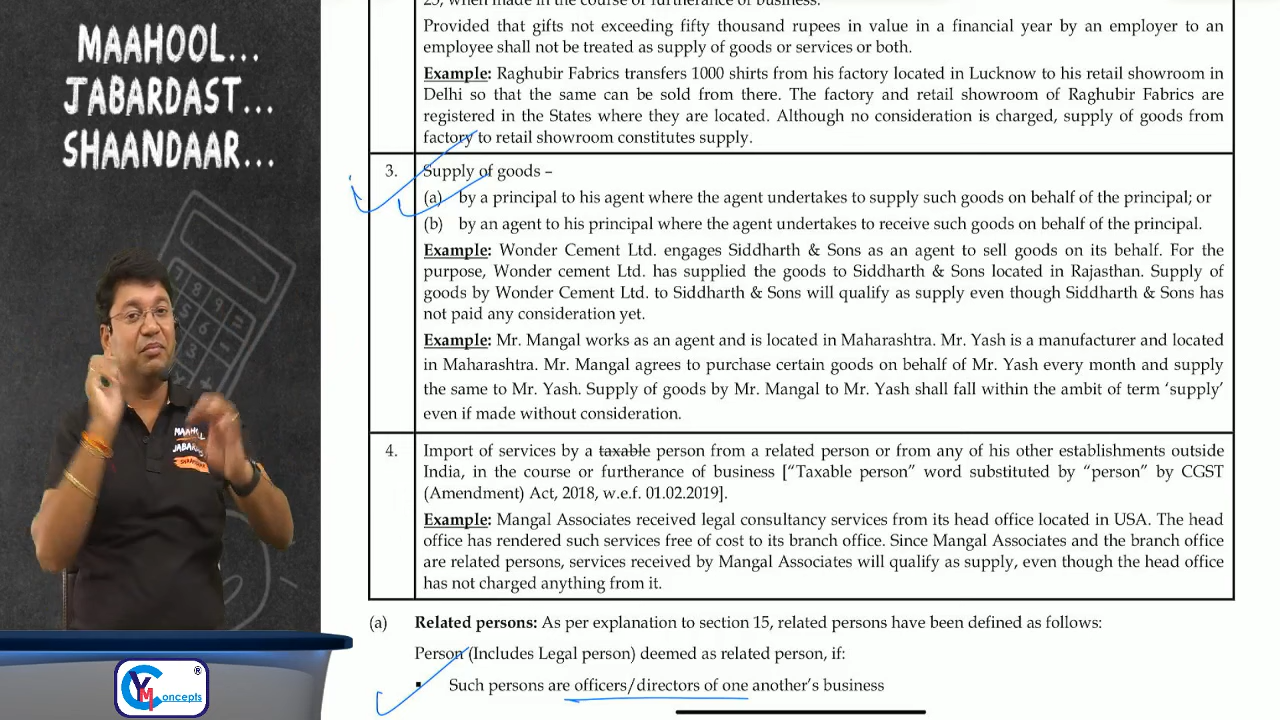 MAAHOOL...
JABARDAST...
SHAANDAAR...
MAAHOOL
JABARDAST
SHAANDAAR
YM Concepts ®
25, when made in the course or furtherance of business.
Provided that gifts not exceeding fifty thousand rupees in value in a financial year by an employer to an
employee shall not be treated as supply of goods or services or both.
Example: Raghubir Fabrics transfers 1000 shirts from his factory located in Lucknow to his retail showroom in
Delhi so that the same can be sold from there. The factory and retail showroom of Raghubir Fabrics are
registered in the States where they are located. Although no consideration is charged, supply of goods from
factory to retail showroom constitutes supply.
3. Supply of goods –
(a) by a principal to his agent where the agent undertakes to supply such goods on behalf of the principal; or
(b) by an agent to his principal where the agent undertakes to receive such goods on behalf of the principal.
Example: Wonder Cement Ltd. engages Siddharth & Sons as an agent to sell goods on its behalf. For the
purpose, Wonder cement Ltd. has supplied the goods to Siddharth & Sons located in Rajasthan. Supply of
goods by Wonder Cement Ltd. to Siddharth & Sons will qualify as supply even though Siddharth & Sons has
not paid any consideration yet.
Example: Mr. Mangal works as an agent and is located in Maharashtra. Mr. Yash is a manufacturer and located
in Maharashtra. Mr. Mangal agrees to purchase certain goods on behalf of Mr. Yash every month and supply
the same to Mr. Yash. Supply of goods by Mr. Mangal to Mr. Yash shall fall within the ambit of term ‘supply’
even if made without consideration.
4. Import of services by a taxable person from a related person or from any of his other establishments outside
India, in the course or furtherance of business [“Taxable person” word substituted by “person” by CGST
(Amendment) Act, 2018, w.e.f. 01.02.2019].
Example: Mangal Associates received legal consultancy services from its head office located in USA. The head
office has rendered such services free of cost to its branch office. Since Mangal Associates and the branch office
are related persons, services received by Mangal Associates will qualify as supply, even though the head office
has not charged anything from it.
(a) Related persons: As per explanation to section 15, related persons have been defined as follows:
Person (Includes Legal person) deemed as related person, if:
▪ Such persons are officers/directors of one another’s business